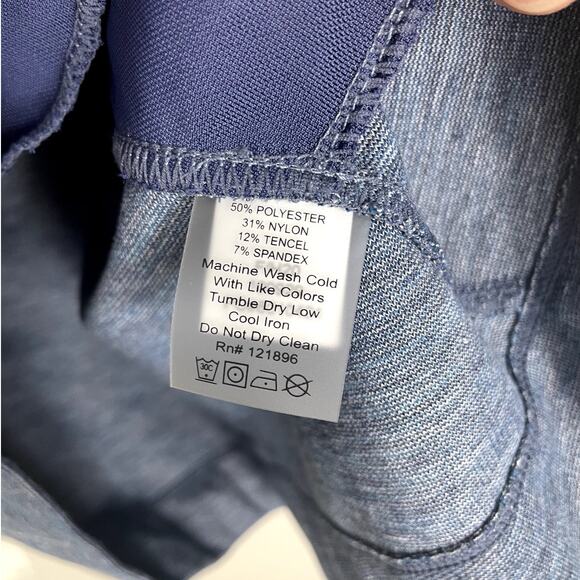 50% POLYESTER
31% NYLON
12% TENCEL
7% SPANDEX
Machine Wash Cold
With Like Colors
Tumble Dry Low
Cool Iron
Do Not Dry Clean
Rn# 121896
30C